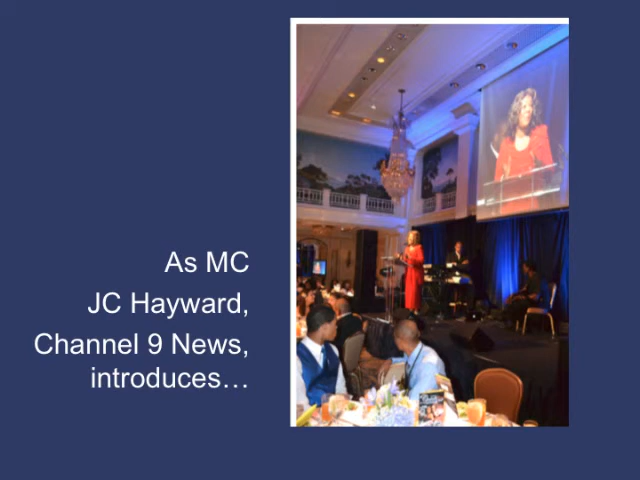 As MC
JC Hayward,
Channel 9 News,
introduces…